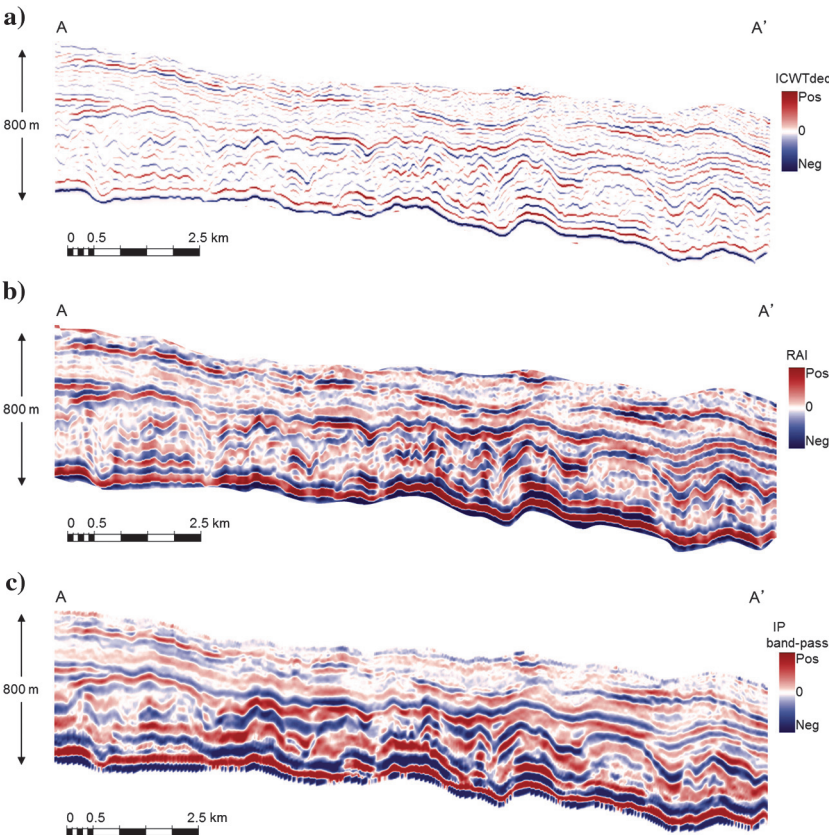 a)
A
A'
800 m
ICWTdec
Pos
0
Neg
0 0.5 2.5 km
b)
A
A'
800 m
RAI
Pos
0
Neg
0 0.5 2.5 km
c)
A
A'
800 m
IP
band-pass
Pos
0
Neg
0 0.5 2.5 km